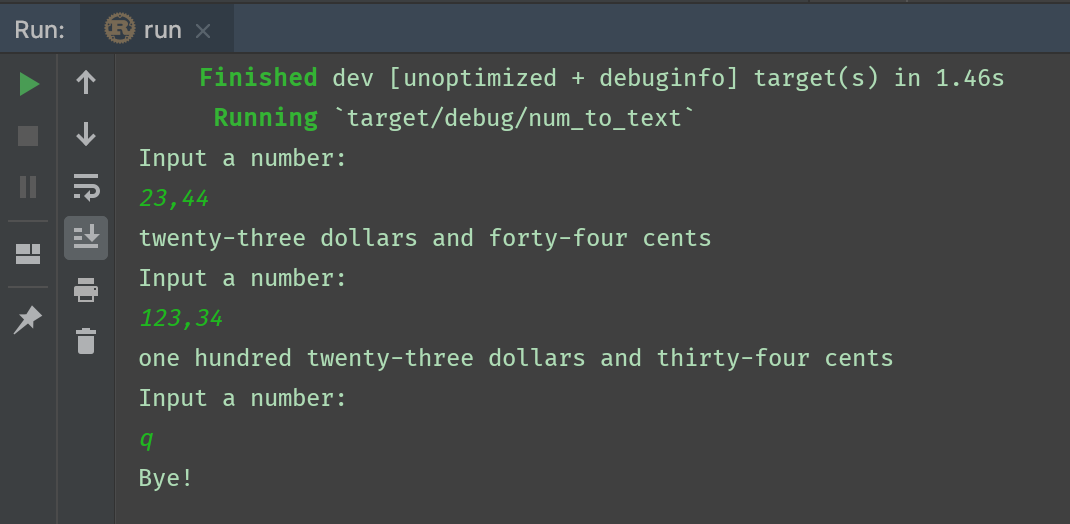 Run: run
Finished dev [unoptimized + debuginfo] target(s) in 1.46s
Running `target/debug/num_to_text`
Input a number:
23,44
twenty-three dollars and forty-four cents
Input a number:
123,34
one hundred twenty-three dollars and thirty-four cents
Input a number:
q
Bye!